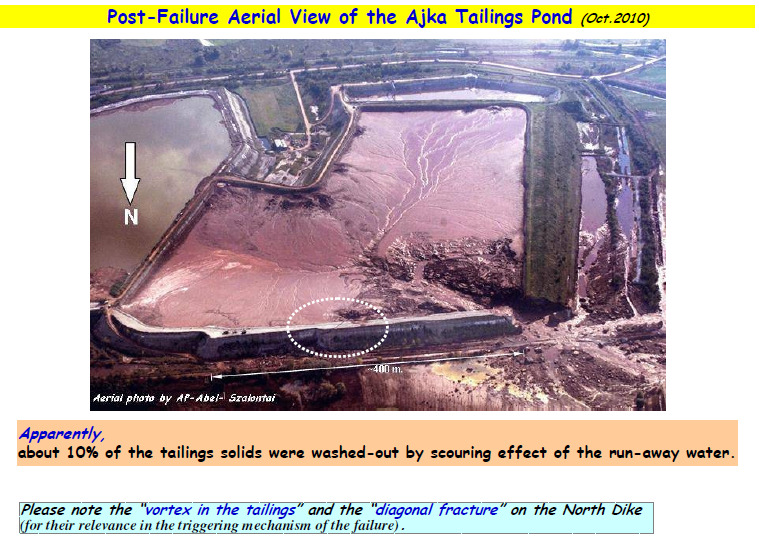 Post-Failure Aerial View of the Ajka Tailings Pond (Oct.2010)
N
~400 m.
Aerial photo by AP-Abel- Szalontai
Apparently,
about 10% of the tailings solids were washed-out by scouring effect of the run-away water.
Please note the “vortex in the tailings” and the “diagonal fracture” on the North Dike
(for their relevance in the triggering mechanism of the failure) .